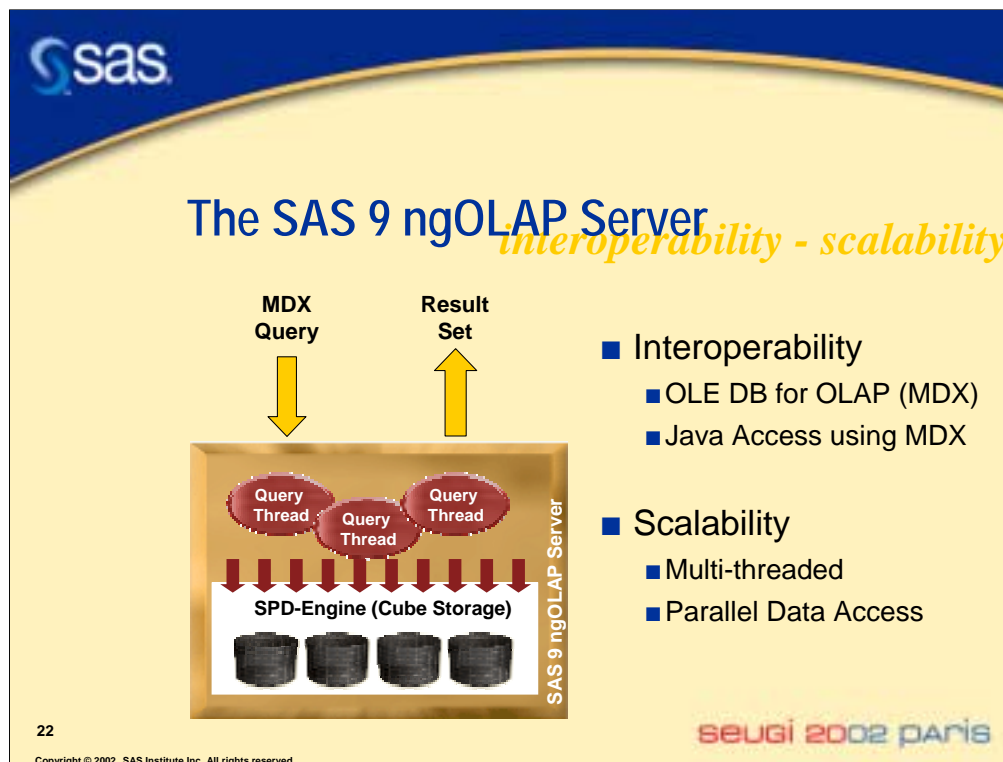 sas.
The SAS 9 ngOLAP Server
interoperability - scalability
MDX
Query
Result
Set
Query
Thread
Query
Thread
Query
Thread
SPD-Engine (Cube Storage)
SAS 9 ngOLAP Server
■ Interoperability
■ OLE DB for OLAP (MDX)
■ Java Access using MDX
■ Scalability
■ Multi-threaded
■ Parallel Data Access
22
seugi 2002 paris
Copyright © 2002, SAS Institute Inc. All rights reserved.